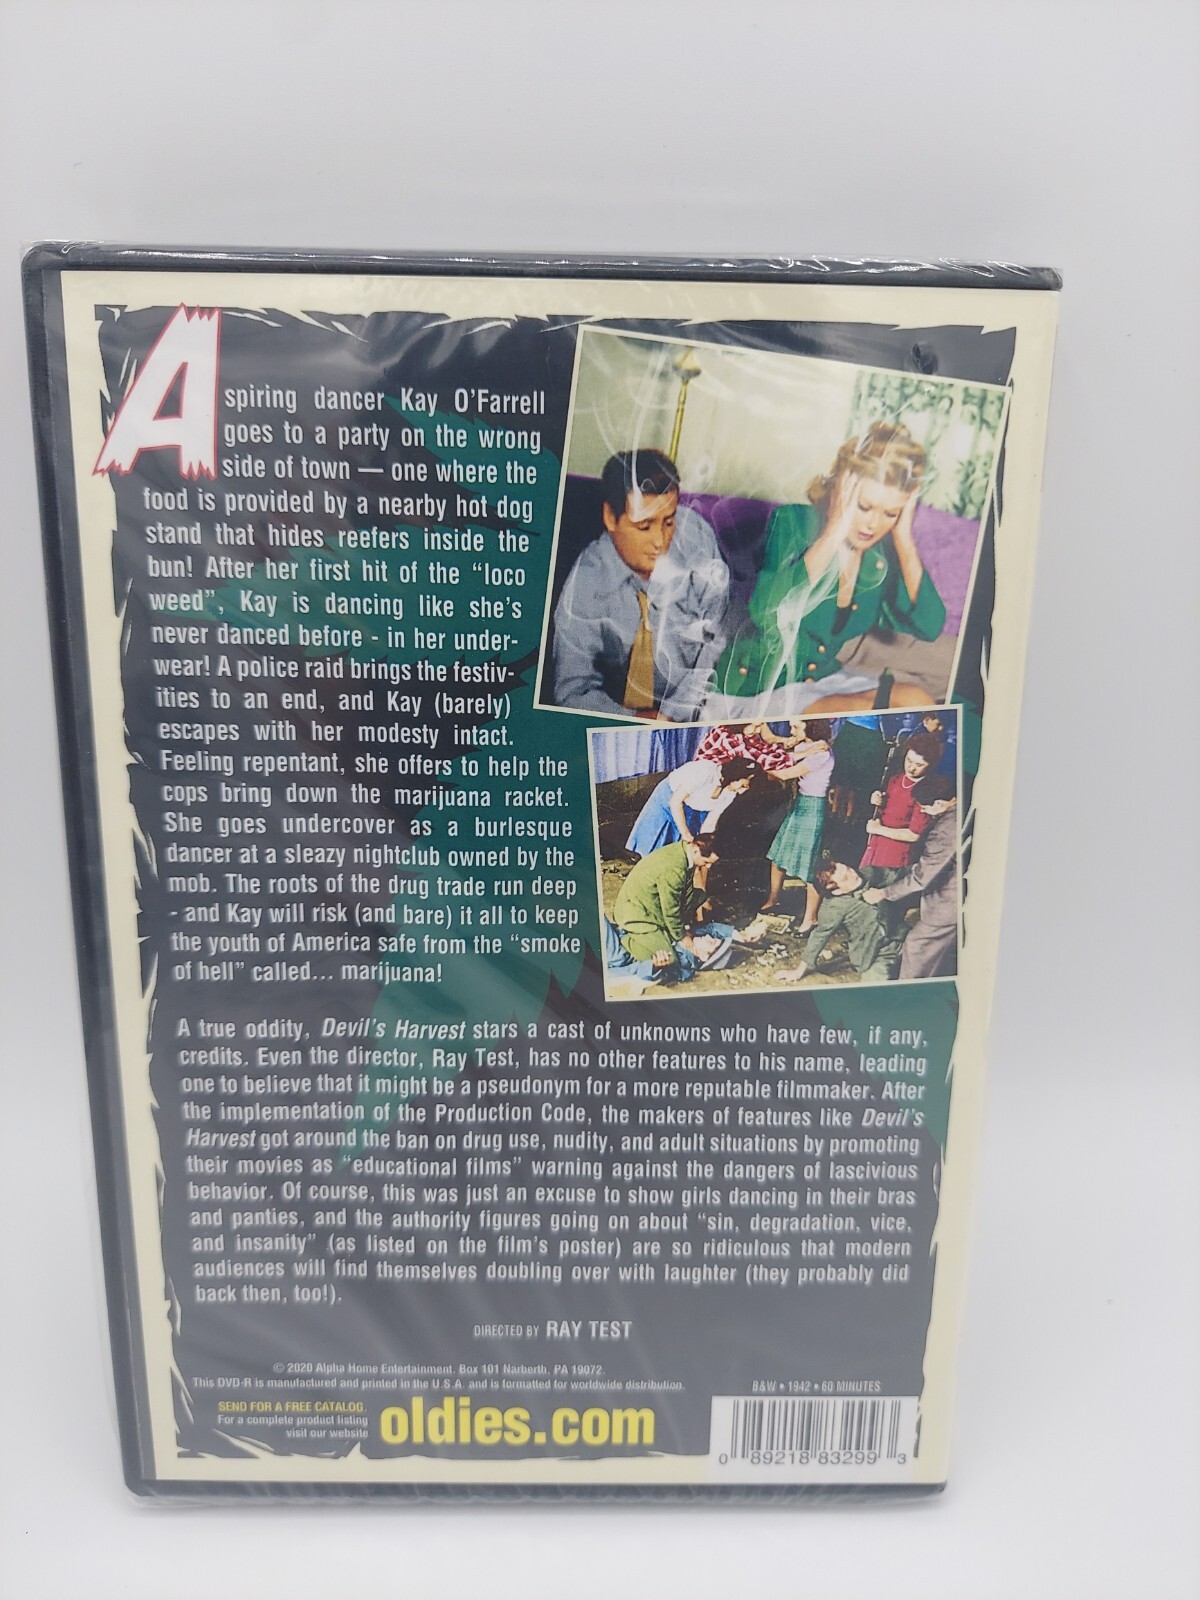 Aspiring dancer Kay O'Farrell
goes to a party on the wrong
side of town — one where the
food is provided by a nearby hot dog
stand that hides reefers inside the
bun! After her first hit of the "loco
weed", Kay is dancing like she's
never danced before - in her under-
wear! A police raid brings the festiv-
ities to an end, and Kay (barely)
escapes with her modesty intact.
Feeling repentant, she offers to help the
cops bring down the marijuana racket.
She goes undercover as a burlesque
dancer at a sleazy nightclub owned by the
mob. The roots of the drug trade run deep
- and Kay will risk (and bare) it all to keep
the youth of America safe from the "smoke
of hell" called... marijuana!
A true oddity, Devil's Harvest stars a cast of unknowns who have few, if any,
credits. Even the director, Ray Test, has no other features to his name, leading
one to believe that it might be a pseudonym for a more reputable filmmaker. After
the implementation of the Production Code, the makers of features like Devil's
Harvest got around the ban on drug use, nudity, and adult situations by promoting
their movies as "educational films" warning against the dangers of lascivious
behavior. Of course, this was just an excuse to show girls dancing in their bras
and panties, and the authority figures going on about "sin, degradation, vice,
and insanity" (as listed on the film's poster) are so ridiculous that modern
audiences will find themselves doubling over with laughter (they probably did
back then, too!).
DIRECTED BY RAY TEST
© 2020 Alpha Home Entertainment. Box 101 Narberth, PA 19072.
This DVD-R is manufactured and printed in the U.S.A. and is formatted for worldwide distribution.
B&W • 1942 • 60 MINUTES
SEND FOR A FREE CATALOG.
For a complete product listing
visit our website
oldies.com
0 89218 83299 3